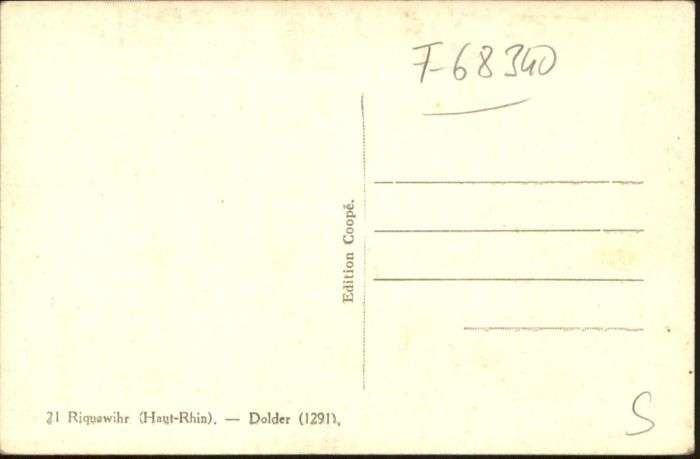 F-68340
Edition Coopé.
21 Riquewihr (Haut-Rhin). — Dolder (1291).
S